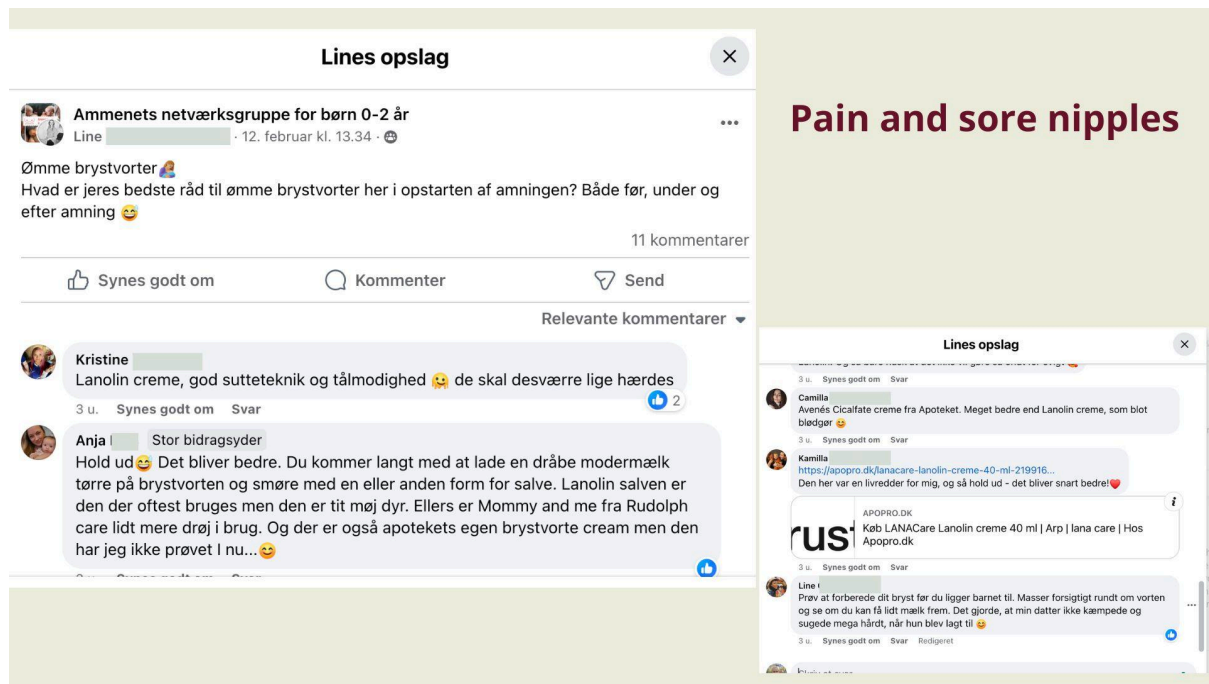 Lines opslag
Ammenets netværksgruppe for børn 0-2 år
Line · 12. februar kl. 13.34 ·
Ømme brystvorter
Hvad er jeres bedste råd til ømme brystvorter her i opstarten af amningen? Både før, under og
efter amning
11 kommentarer
Synes godt om Kommenter Send
Relevante kommentarer
Kristine
Lanolin creme, god sutteteknik og tålmodighed de skal desværre lige hærdes
2
3 u. Synes godt om Svar
Anja Stor bidragsyder
Hold ud Det bliver bedre. Du kommer langt med at lade en dråbe modermælk
tørre på brystvorten og smøre med en eller anden form for salve. Lanolin salven er
den der oftest bruges men den er tit møj dyr. Ellers er Mommy and me fra Rudolph
care lidt mere drøj i brug. Og der er også apotekets egen brystvorte cream men den
har jeg ikke prøvet I nu...
Pain and sore nipples
Lines opslag
3 u. Synes godt om Svar
Camilla
Avenés Cicalfate creme fra Apoteket. Meget bedre end Lanolin creme, som blot
blødgør
3 u. Synes godt om Svar
Kamilla
https://apopro.dk/lanacare-lanolin-creme-40-ml-219916...
Den her var en livredder for mig, og så hold ud - det bliver snart bedre!
rus
APOPRO.DK
Køb LANACare Lanolin creme 40 ml | Arp | lana care | Hos
Apopro.dk
3 u. Synes godt om Svar
Line
Prøv at forberede dit bryst før du ligger barnet til. Masser forsigtigt rundt om vorten
og se om du kan få lidt mælk frem. Det gjorde, at min datter ikke kæmpede og
sugede mega hårdt, når hun blev lagt til
3 u. Synes godt om Svar Redigeret